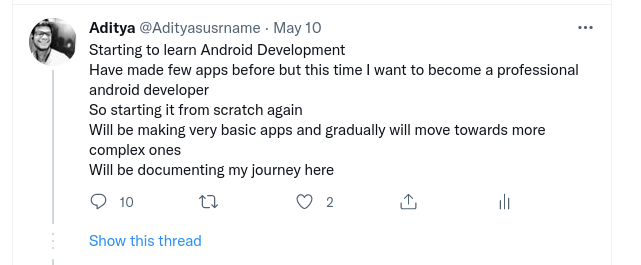 Aditya @Adityasusrname · May 10
Starting to learn Android Development
Have made few apps before but this time I want to become a professional
android developer
So starting it from scratch again
Will be making very basic apps and gradually will move towards more
complex ones
Will be documenting my journey here
10 2
Show this thread